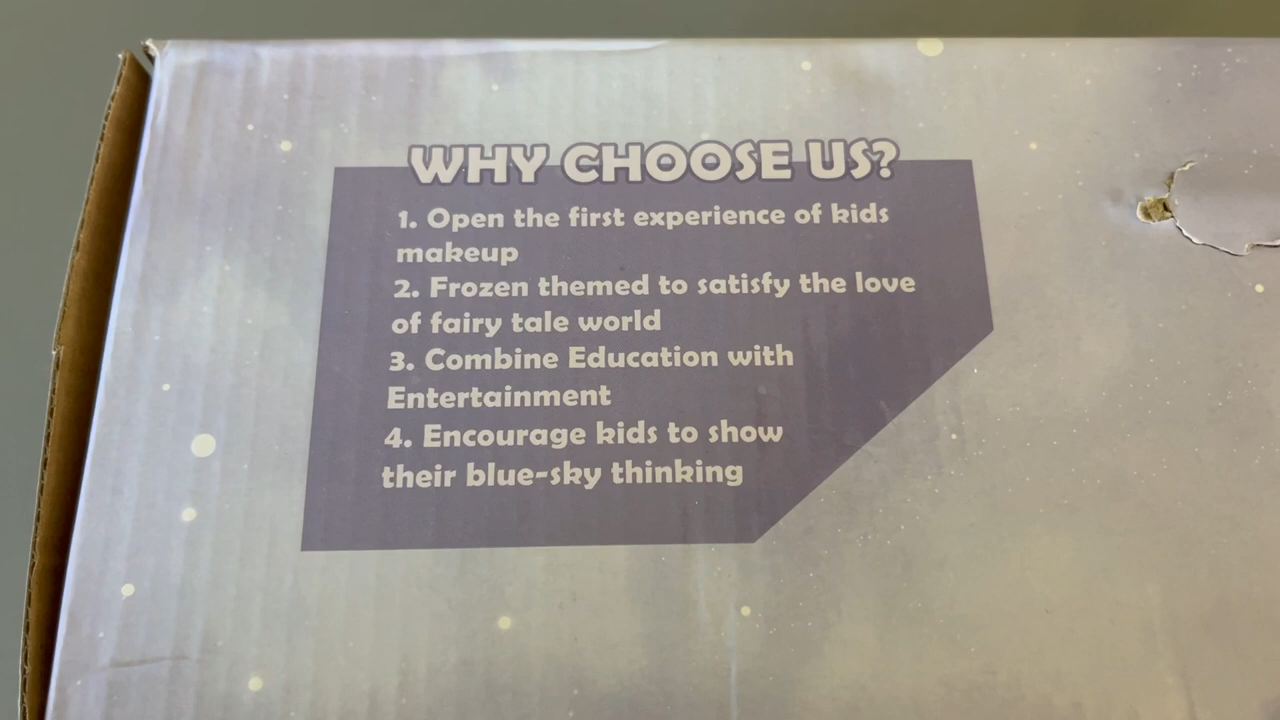 WHY CHOOSE US?
1. Open the first experience of kids
makeup
2. Frozen themed to satisfy the love
of fairy tale world
3. Combine Education with
Entertainment
4. Encourage kids to show
their blue-sky thinking